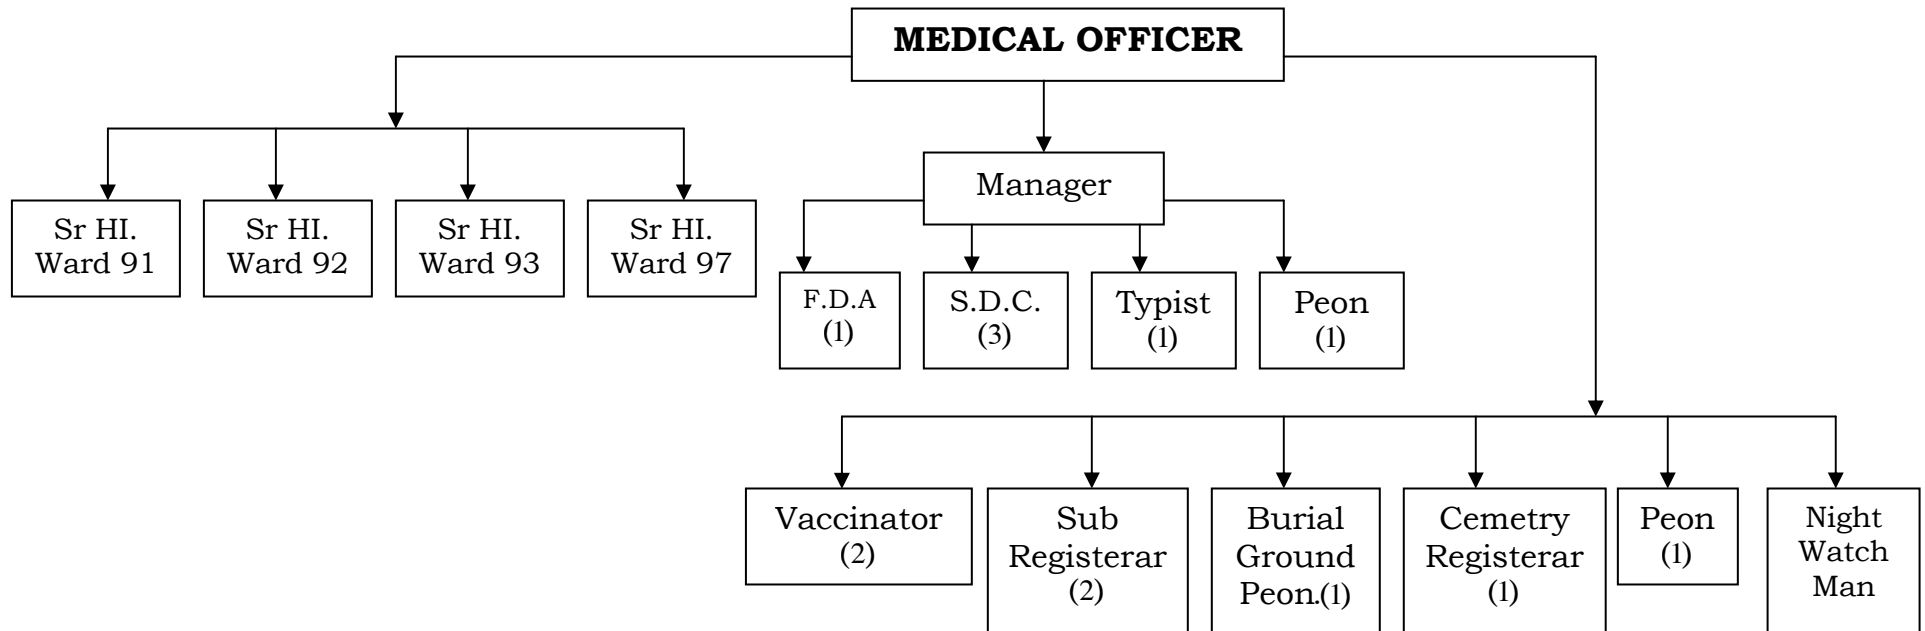 MEDICAL OFFICER
Manager
Sr HI.
Ward 91
Sr HI.
Ward 92
Sr HI.
Ward 93
Sr HI.
Ward 97
F.D.A
(1)
S.D.C.
(3)
Typist
(1)
Peon
(1)
Vaccinator
(2)
Sub
Registerar
(2)
Burial
Ground
Peon.(1)
Cemetry
Registerar
(1)
Peon
(1)
Night
Watch
Man